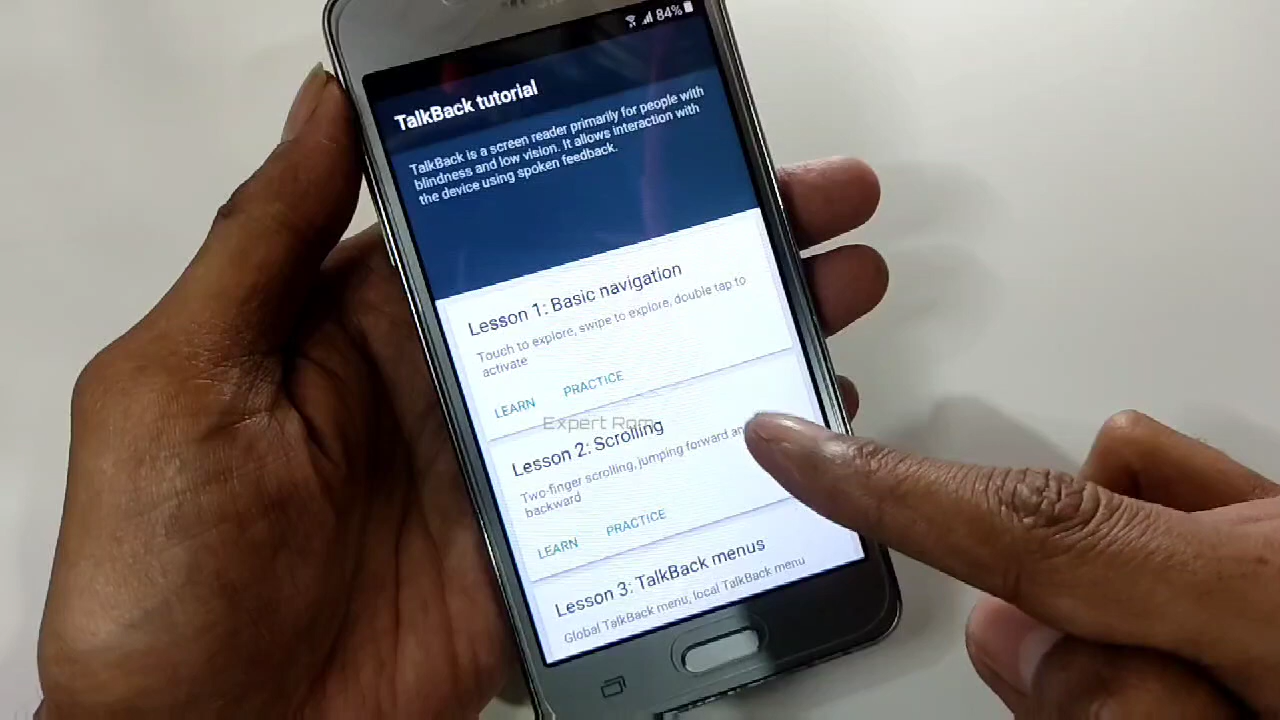 84%
TalkBack tutorial
TalkBack is a screen reader primarily for people with
blindness and low vision. It allows interaction with
the device using spoken feedback.
Lesson 1: Basic navigation
Touch to explore, swipe to explore, double tap to
activate
LEARN PRACTICE
Expert Rom
Lesson 2: Scrolling
Two-finger scrolling, jumping forward
backward
LEARN PRACTICE
Lesson 3: TalkBack menus
Global TalkBack menu, local TalkBack menu